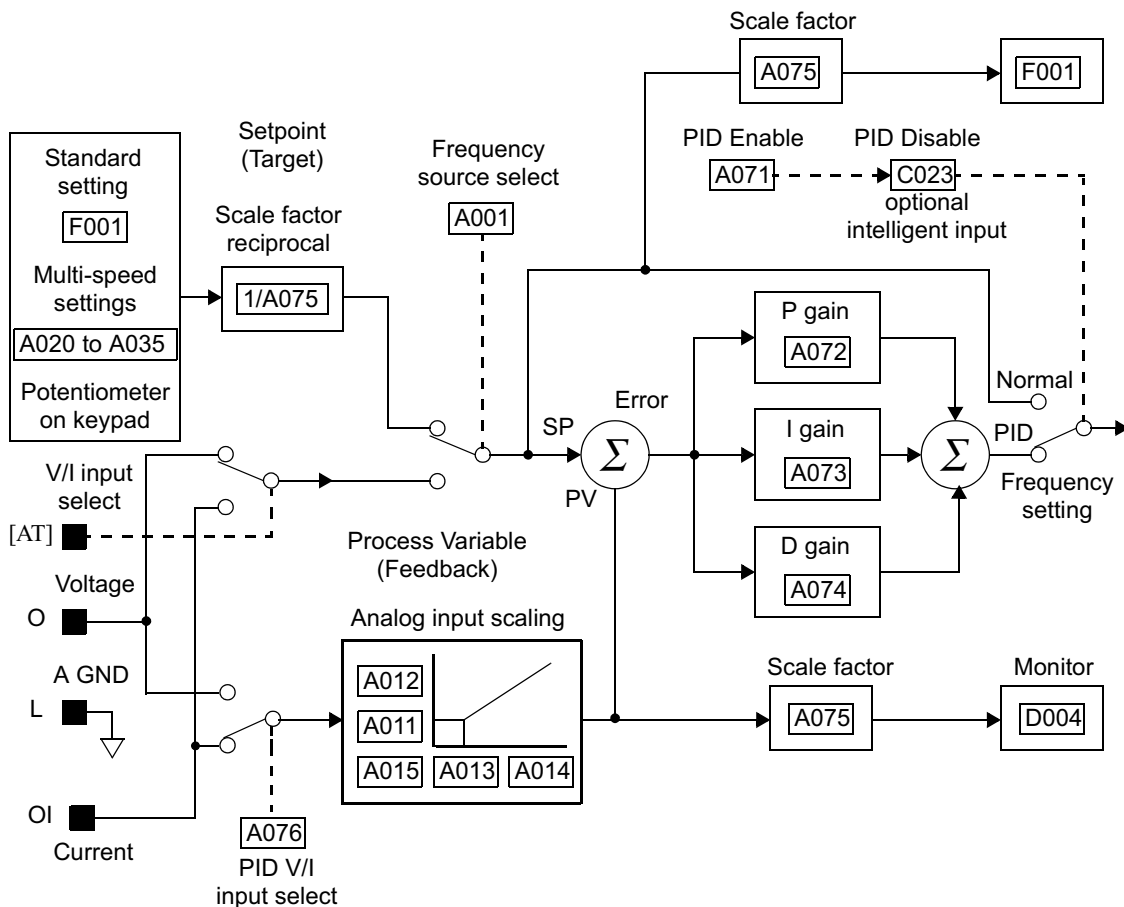 Scale factor
A075
F001
PID Enable
PID Disable
A071
C023
optional
intelligent input
Standard
setting
F001
Multi-speed
settings
A020 to A035
Potentiometer
on keypad
Setpoint
(Target)
Scale factor
reciprocal
1/A075
Frequency
source select
A001
P gain
A072
I gain
A073
D gain
A074
Error
SP
Σ
PV
Σ
Normal
PID
Frequency
setting
V/I input
select
[AT]
Voltage
O
A GND
L
OI
Current
Process Variable
(Feedback)
Analog input scaling
A012
A011
A015
A013
A014
A076
PID V/I
input select
Scale factor
A075
Monitor
D004